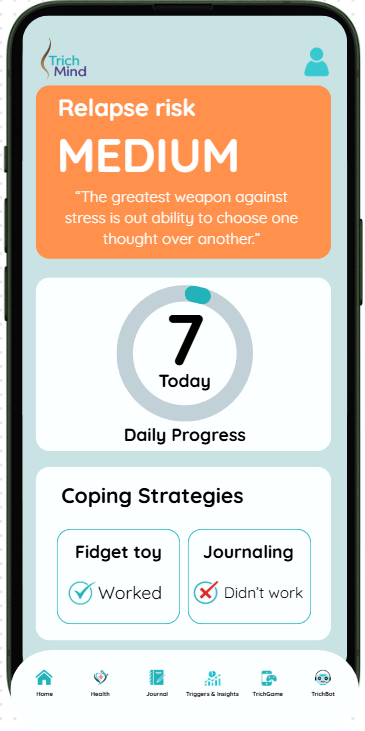 Trich
Mind
Relapse risk
MEDIUM
“The greatest weapon against
stress is out ability to choose one
thought over another.”
7
Today
Daily Progress
Coping Strategies
Fidget toy
Worked
Journaling
Didn’t work
Home
Health
Journal
Triggers & Insights
TrichGame
TrichBot